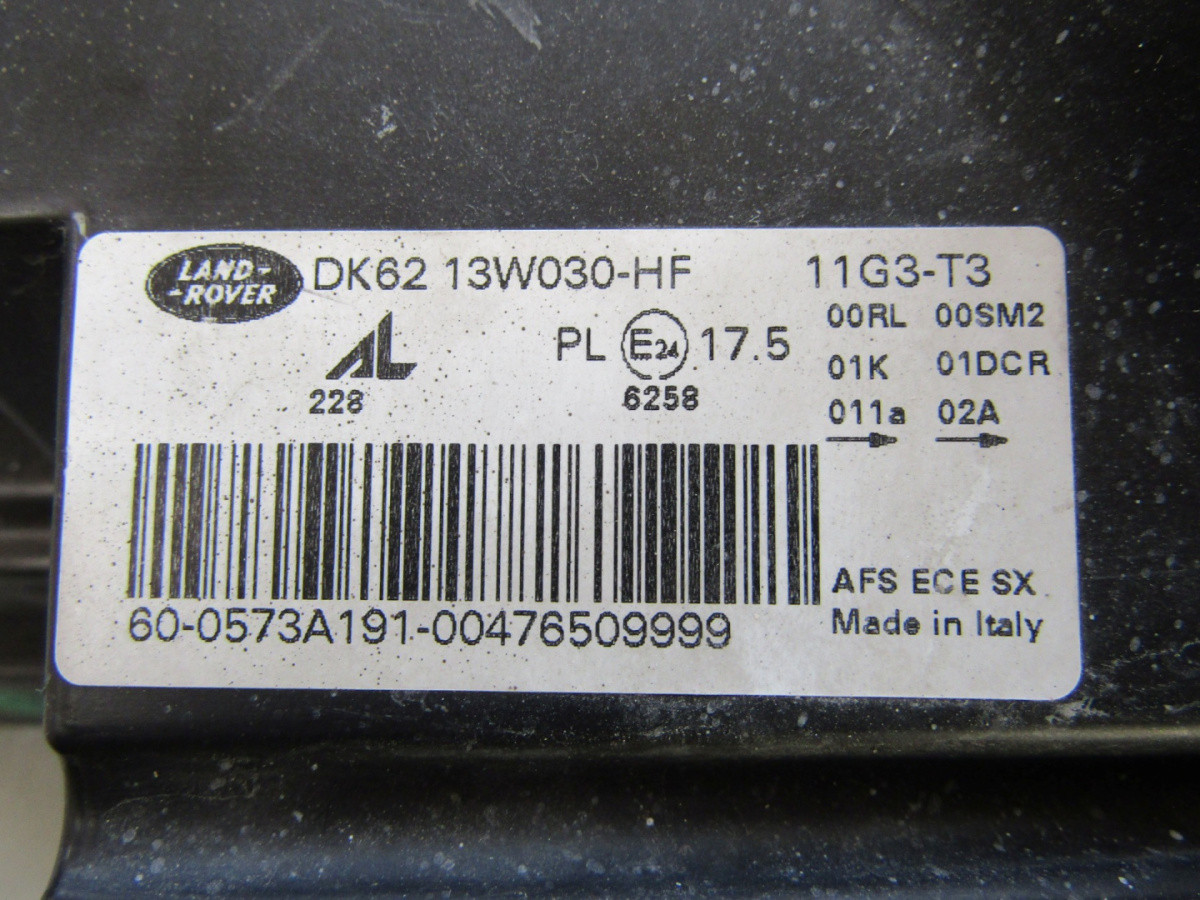 LAND-
-ROVER
DK62 13W030-HF 11G3-T3
00RL 00SM2
AL PL E24 17.5
01K 01DCR
228 6258
011a 02A
AFS ECE SX
60-0573A191-00476509999
Made in Italy